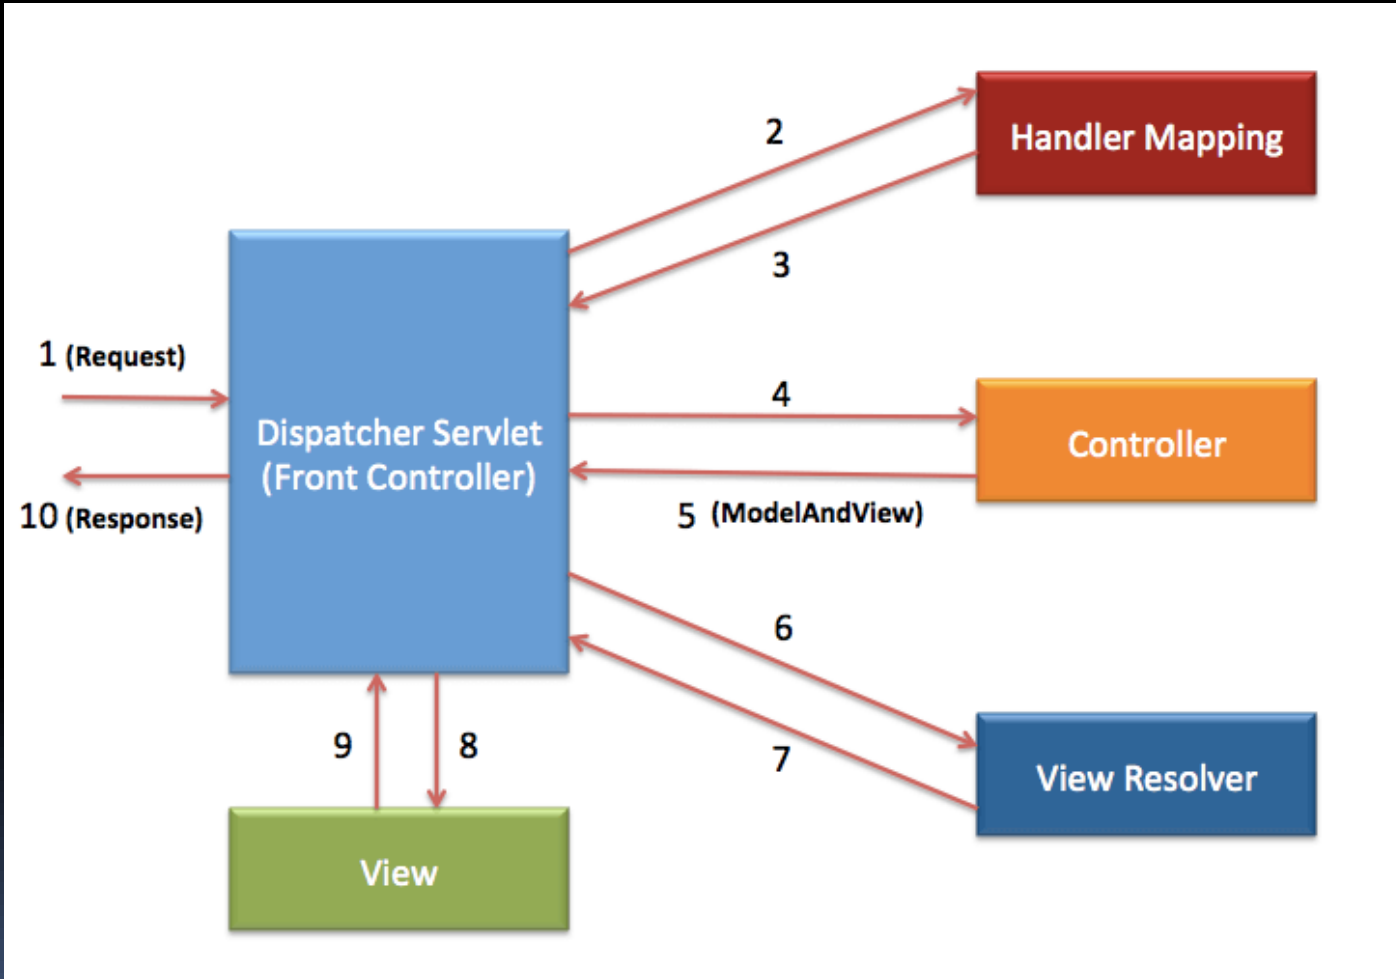 2
Handler Mapping
3
1 (Request)
4
Dispatcher Servlet
(Front Controller)
Controller
10 (Response)
5 (ModelAndView)
6
9
8
7
View Resolver
View